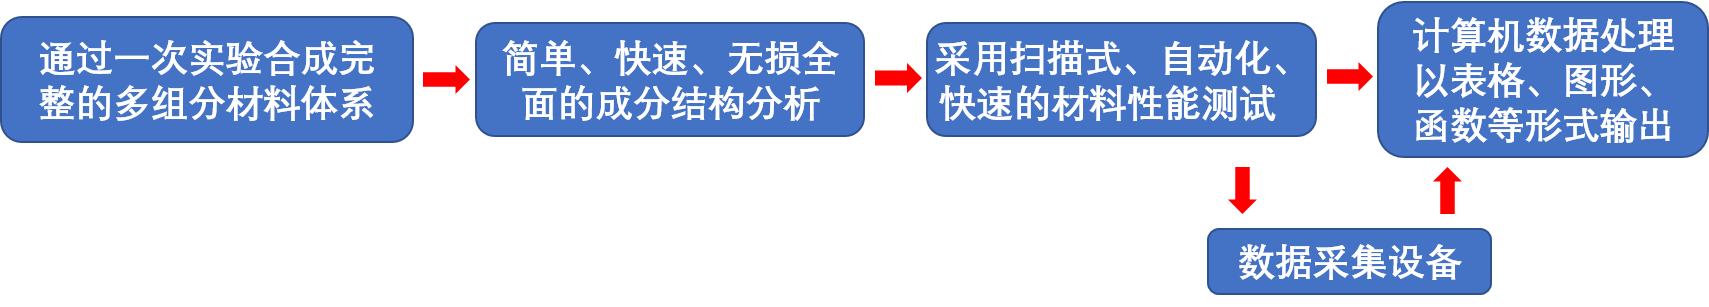 通过一次实验合成完
整的多组分材料体系
简单、快速、无损全
面的成分结构分析
采用扫描式、自动化、
快速的材料性能测试
计算机数据处理
以表格、图形、
函数等形式输出
数据采集设备